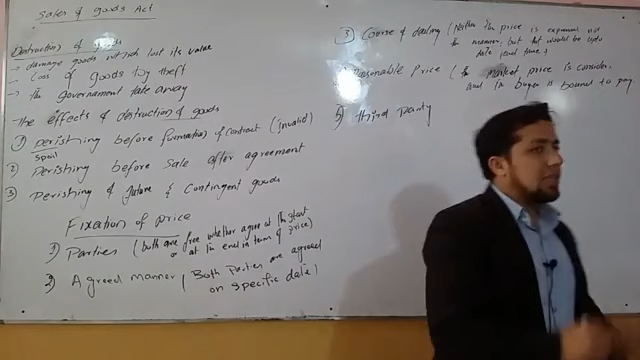 Sales of goods Act
Destruction of goods
→ damage goods which lost its value
→ Loss of goods by theft
→ The government take away
The effects of destruction of goods
1) perishing before formation of Contract (invalid)
spoil
2) Perishing before Sale after agreement
3) Perishing of future & Contingent goods
Fixation of price
1) Parties (both are free whether agree at the start
or at the end in term of price)
2) Agreed manner (Both Parties are agreed
on specific date)
3) Course of dealing (Neither the price is expressed not
the manner, but that would be upto
date and time)
Reasonable Price (the market price is consider
and the buyer is bound to pay
5) third party